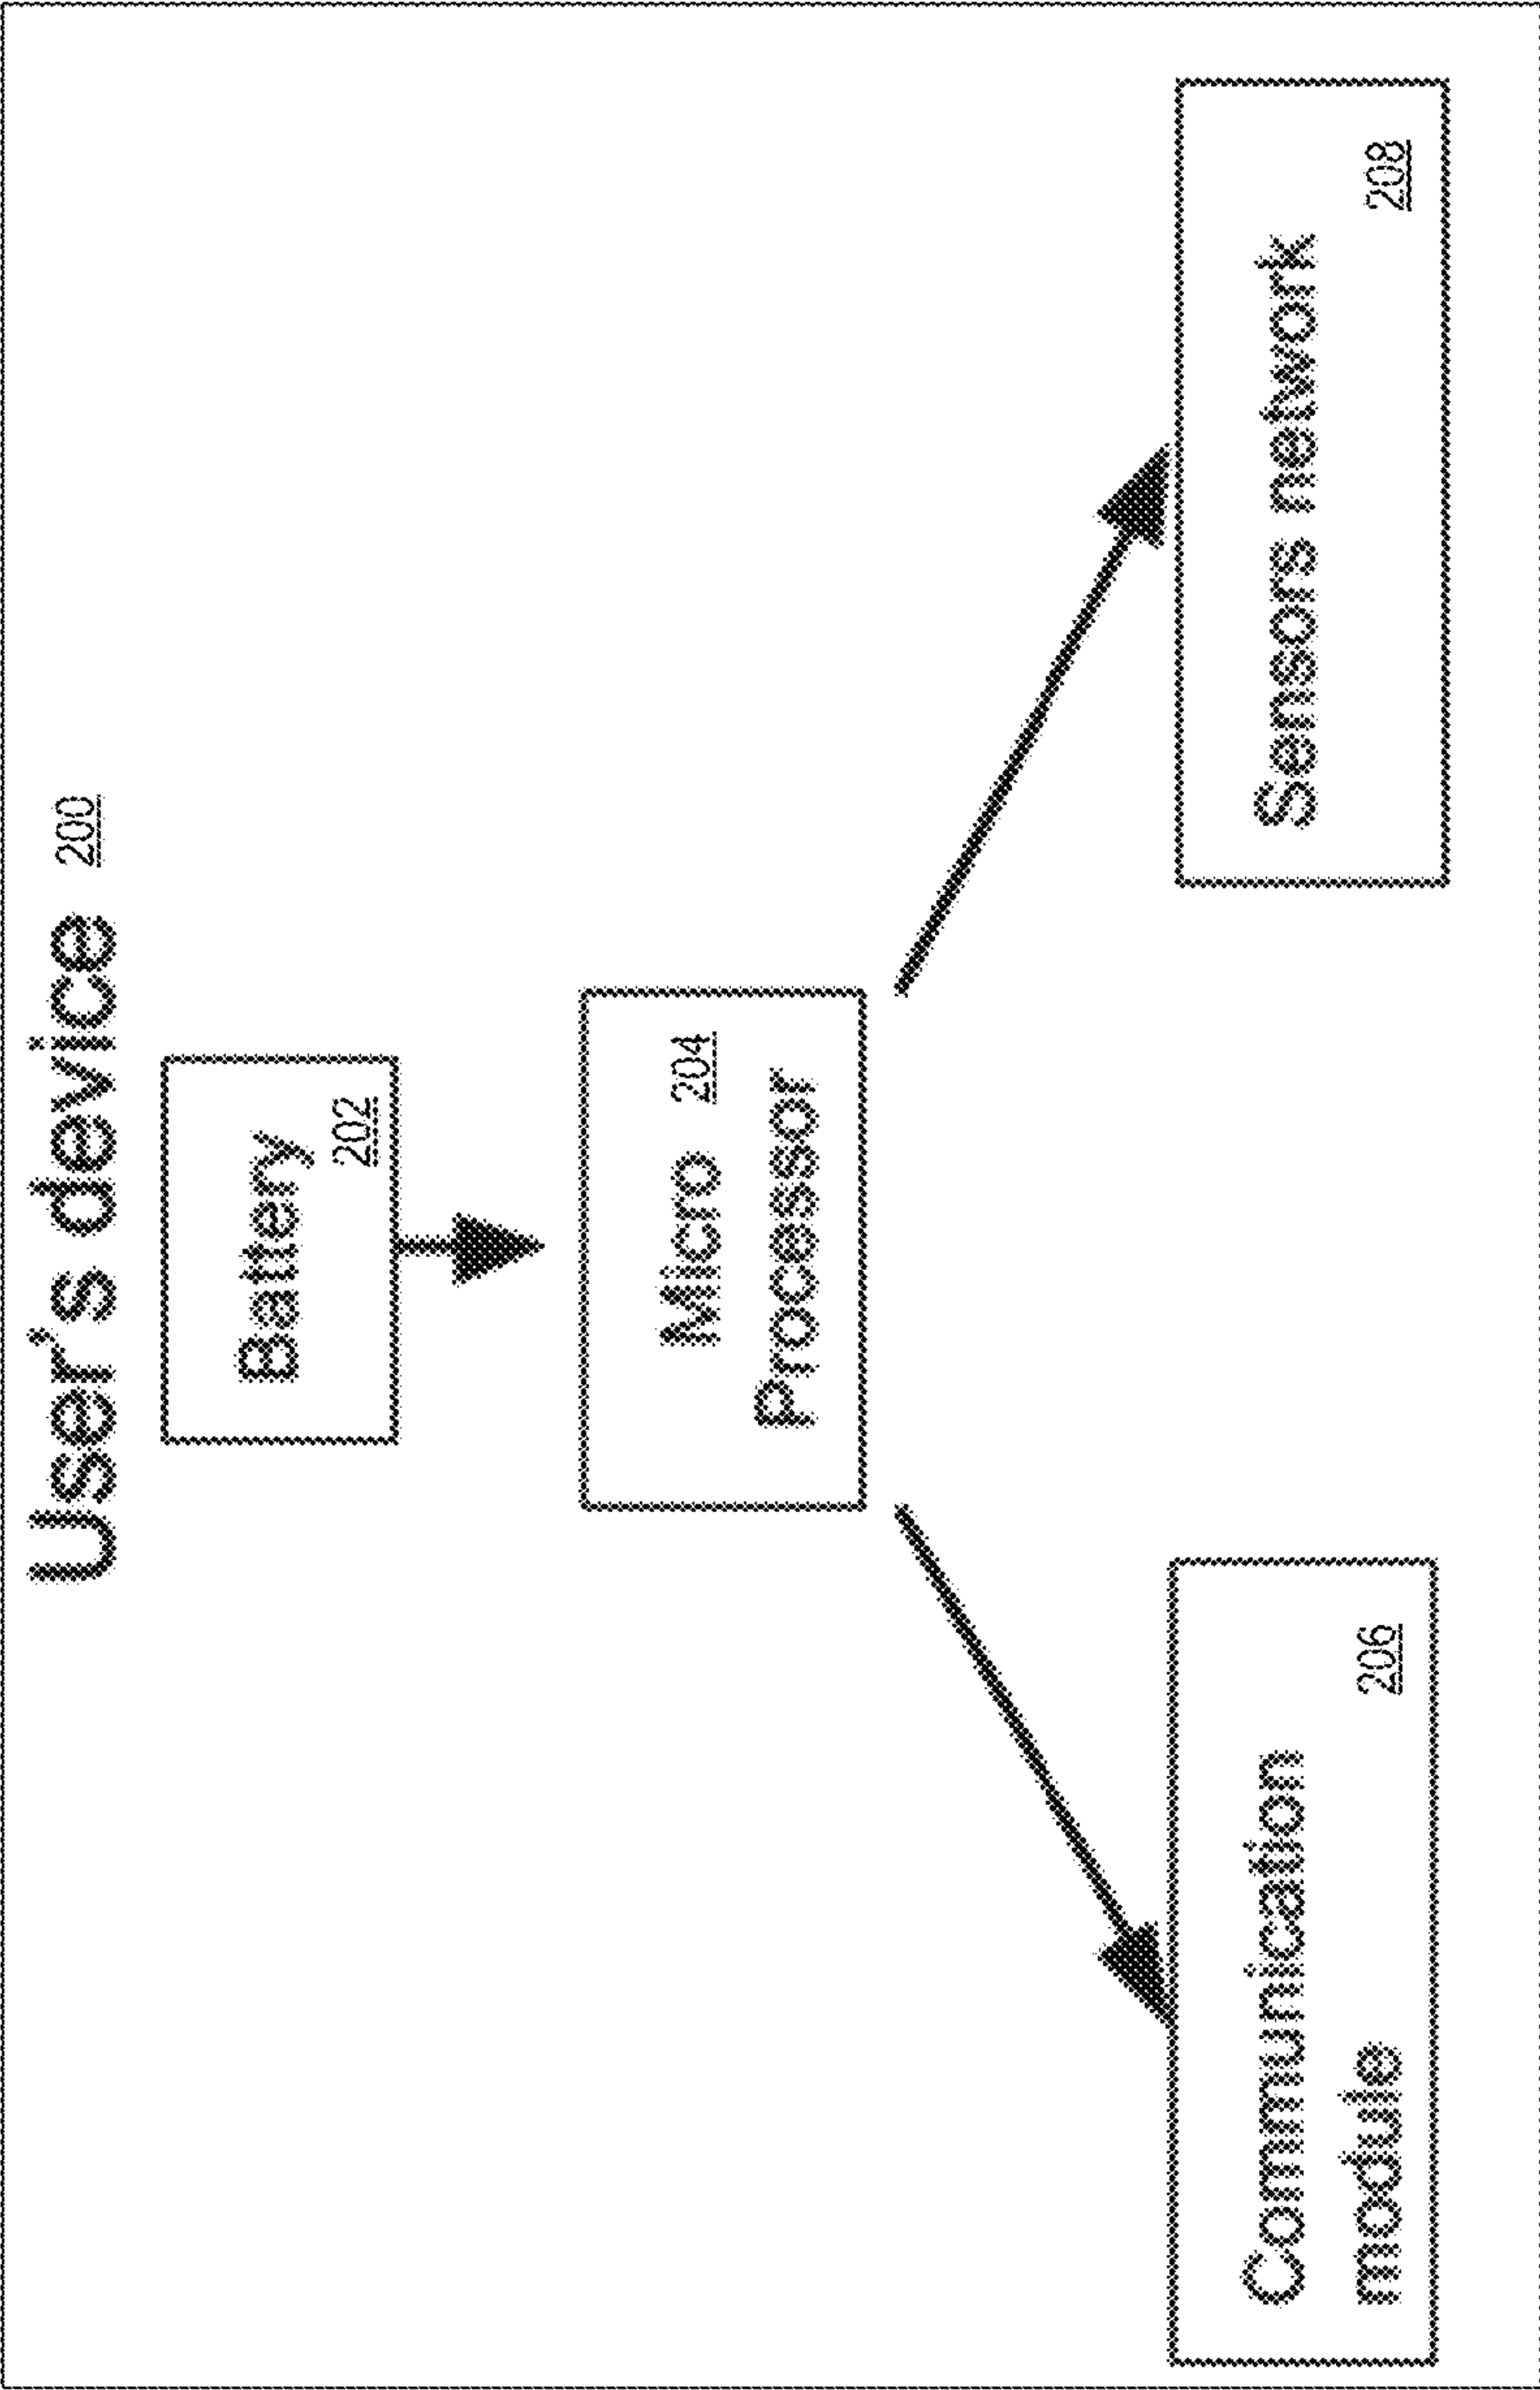 User's device 200
Battery
202
Micro 204
Processor
Communication
module 206
Sensors network
208